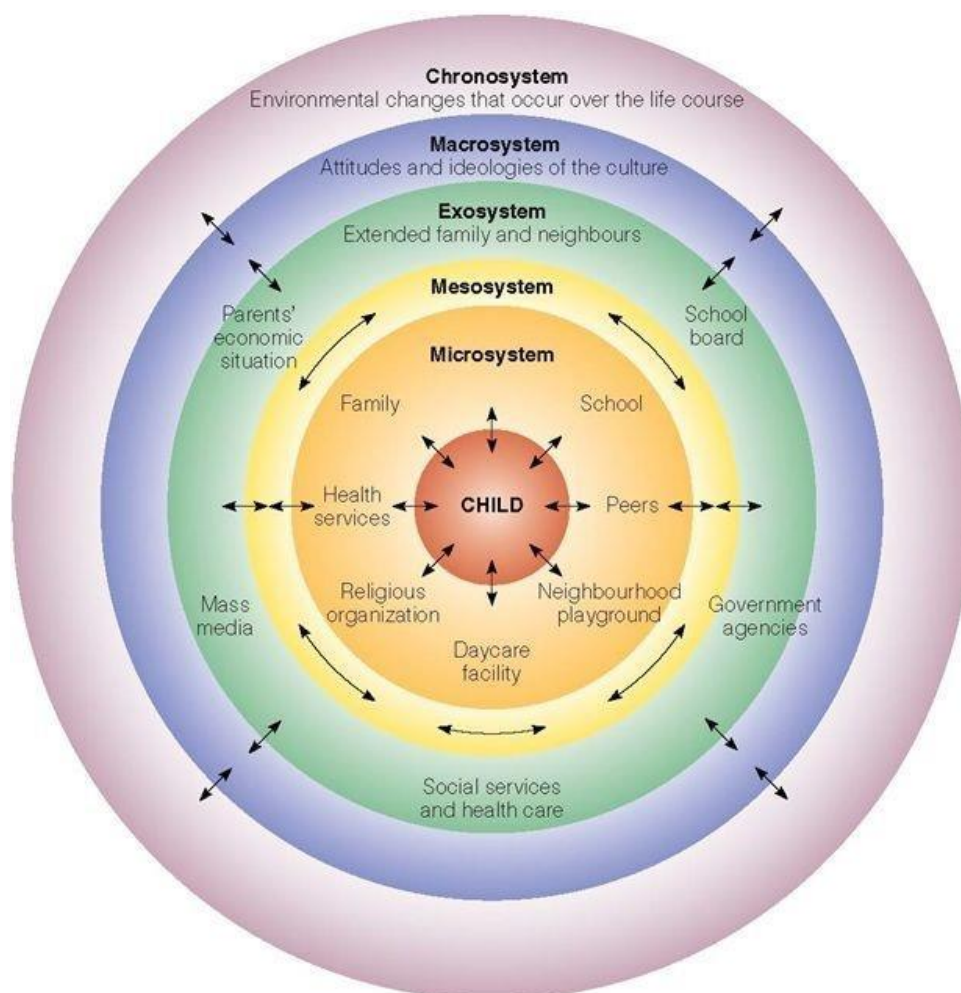 Chronosystem
Environmental changes that occur over the life course
Macrosystem
Attitudes and ideologies of the culture
Exosystem
Extended family and neighbours
Mesosystem
Parents'
economic
situation
School
board
Microsystem
Family
School
Health
services
CHILD
Peers
Religious
organization
Neighbourhood
playground
Mass
media
Government
agencies
Daycare
facility
Social services
and health care